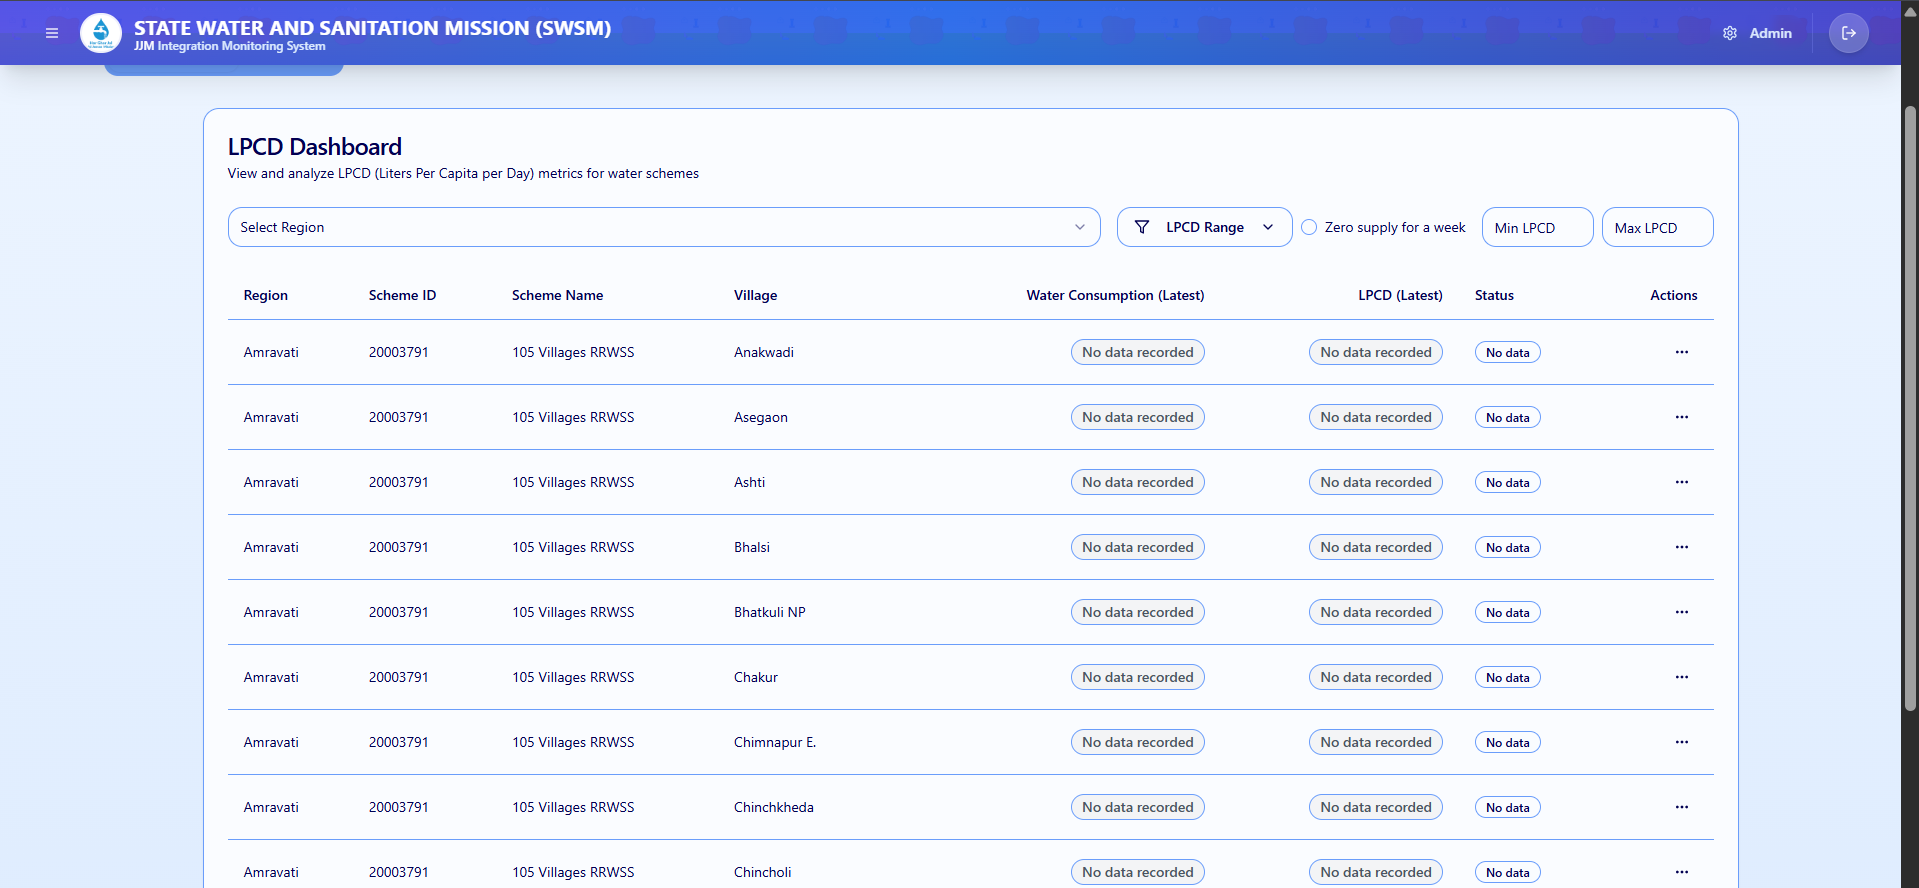 STATE WATER AND SANITATION MISSION (SWSM)
JJM Integration Monitoring System
Admin
LPCD Dashboard
View and analyze LPCD (Liters Per Capita per Day) metrics for water schemes
Select Region
LPCD Range
Zero supply for a week
Min LPCD
Max LPCD
Region Scheme ID Scheme Name Village Water Consumption (Latest) LPCD (Latest) Status Actions
Amravati 20003791 105 Villages RRWSS Anakwadi No data recorded No data recorded No data
Amravati 20003791 105 Villages RRWSS Asegaon No data recorded No data recorded No data
Amravati 20003791 105 Villages RRWSS Ashti No data recorded No data recorded No data
Amravati 20003791 105 Villages RRWSS Bhalsi No data recorded No data recorded No data
Amravati 20003791 105 Villages RRWSS Bhatkuli NP No data recorded No data recorded No data
Amravati 20003791 105 Villages RRWSS Chakur No data recorded No data recorded No data
Amravati 20003791 105 Villages RRWSS Chimnapur E. No data recorded No data recorded No data
Amravati 20003791 105 Villages RRWSS Chinchkheda No data recorded No data recorded No data
Amravati 20003791 105 Villages RRWSS Chincholi No data recorded No data recorded No data